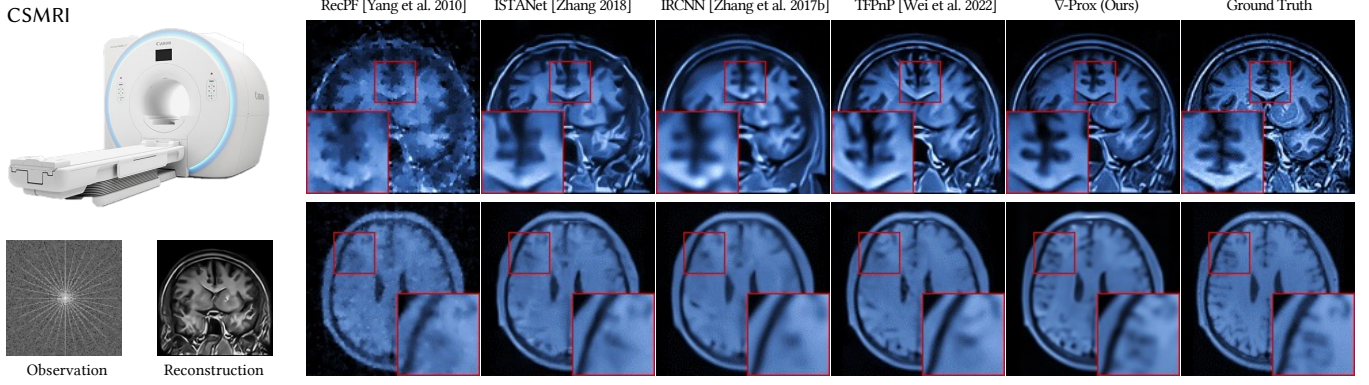 CSMRI
RecPF [Yang et al. 2010]
ISTANet [Zhang 2018]
IRCNN [Zhang et al. 2017b]
TFPnP [Wei et al. 2022]
∇-Prox (Ours)
Ground Truth
Observation
Reconstruction